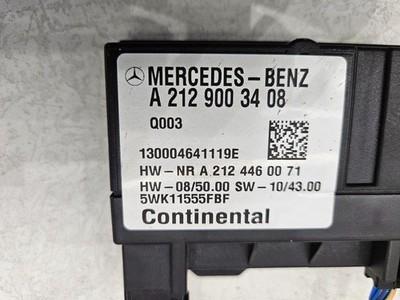 MERCEDES-BENZ
A 212 900 34 08
Q003
130004641119E
HW-NR A 212 446 00 71
HW-08/50.00 SW-10/43.00
5WK11555FBF
Continental